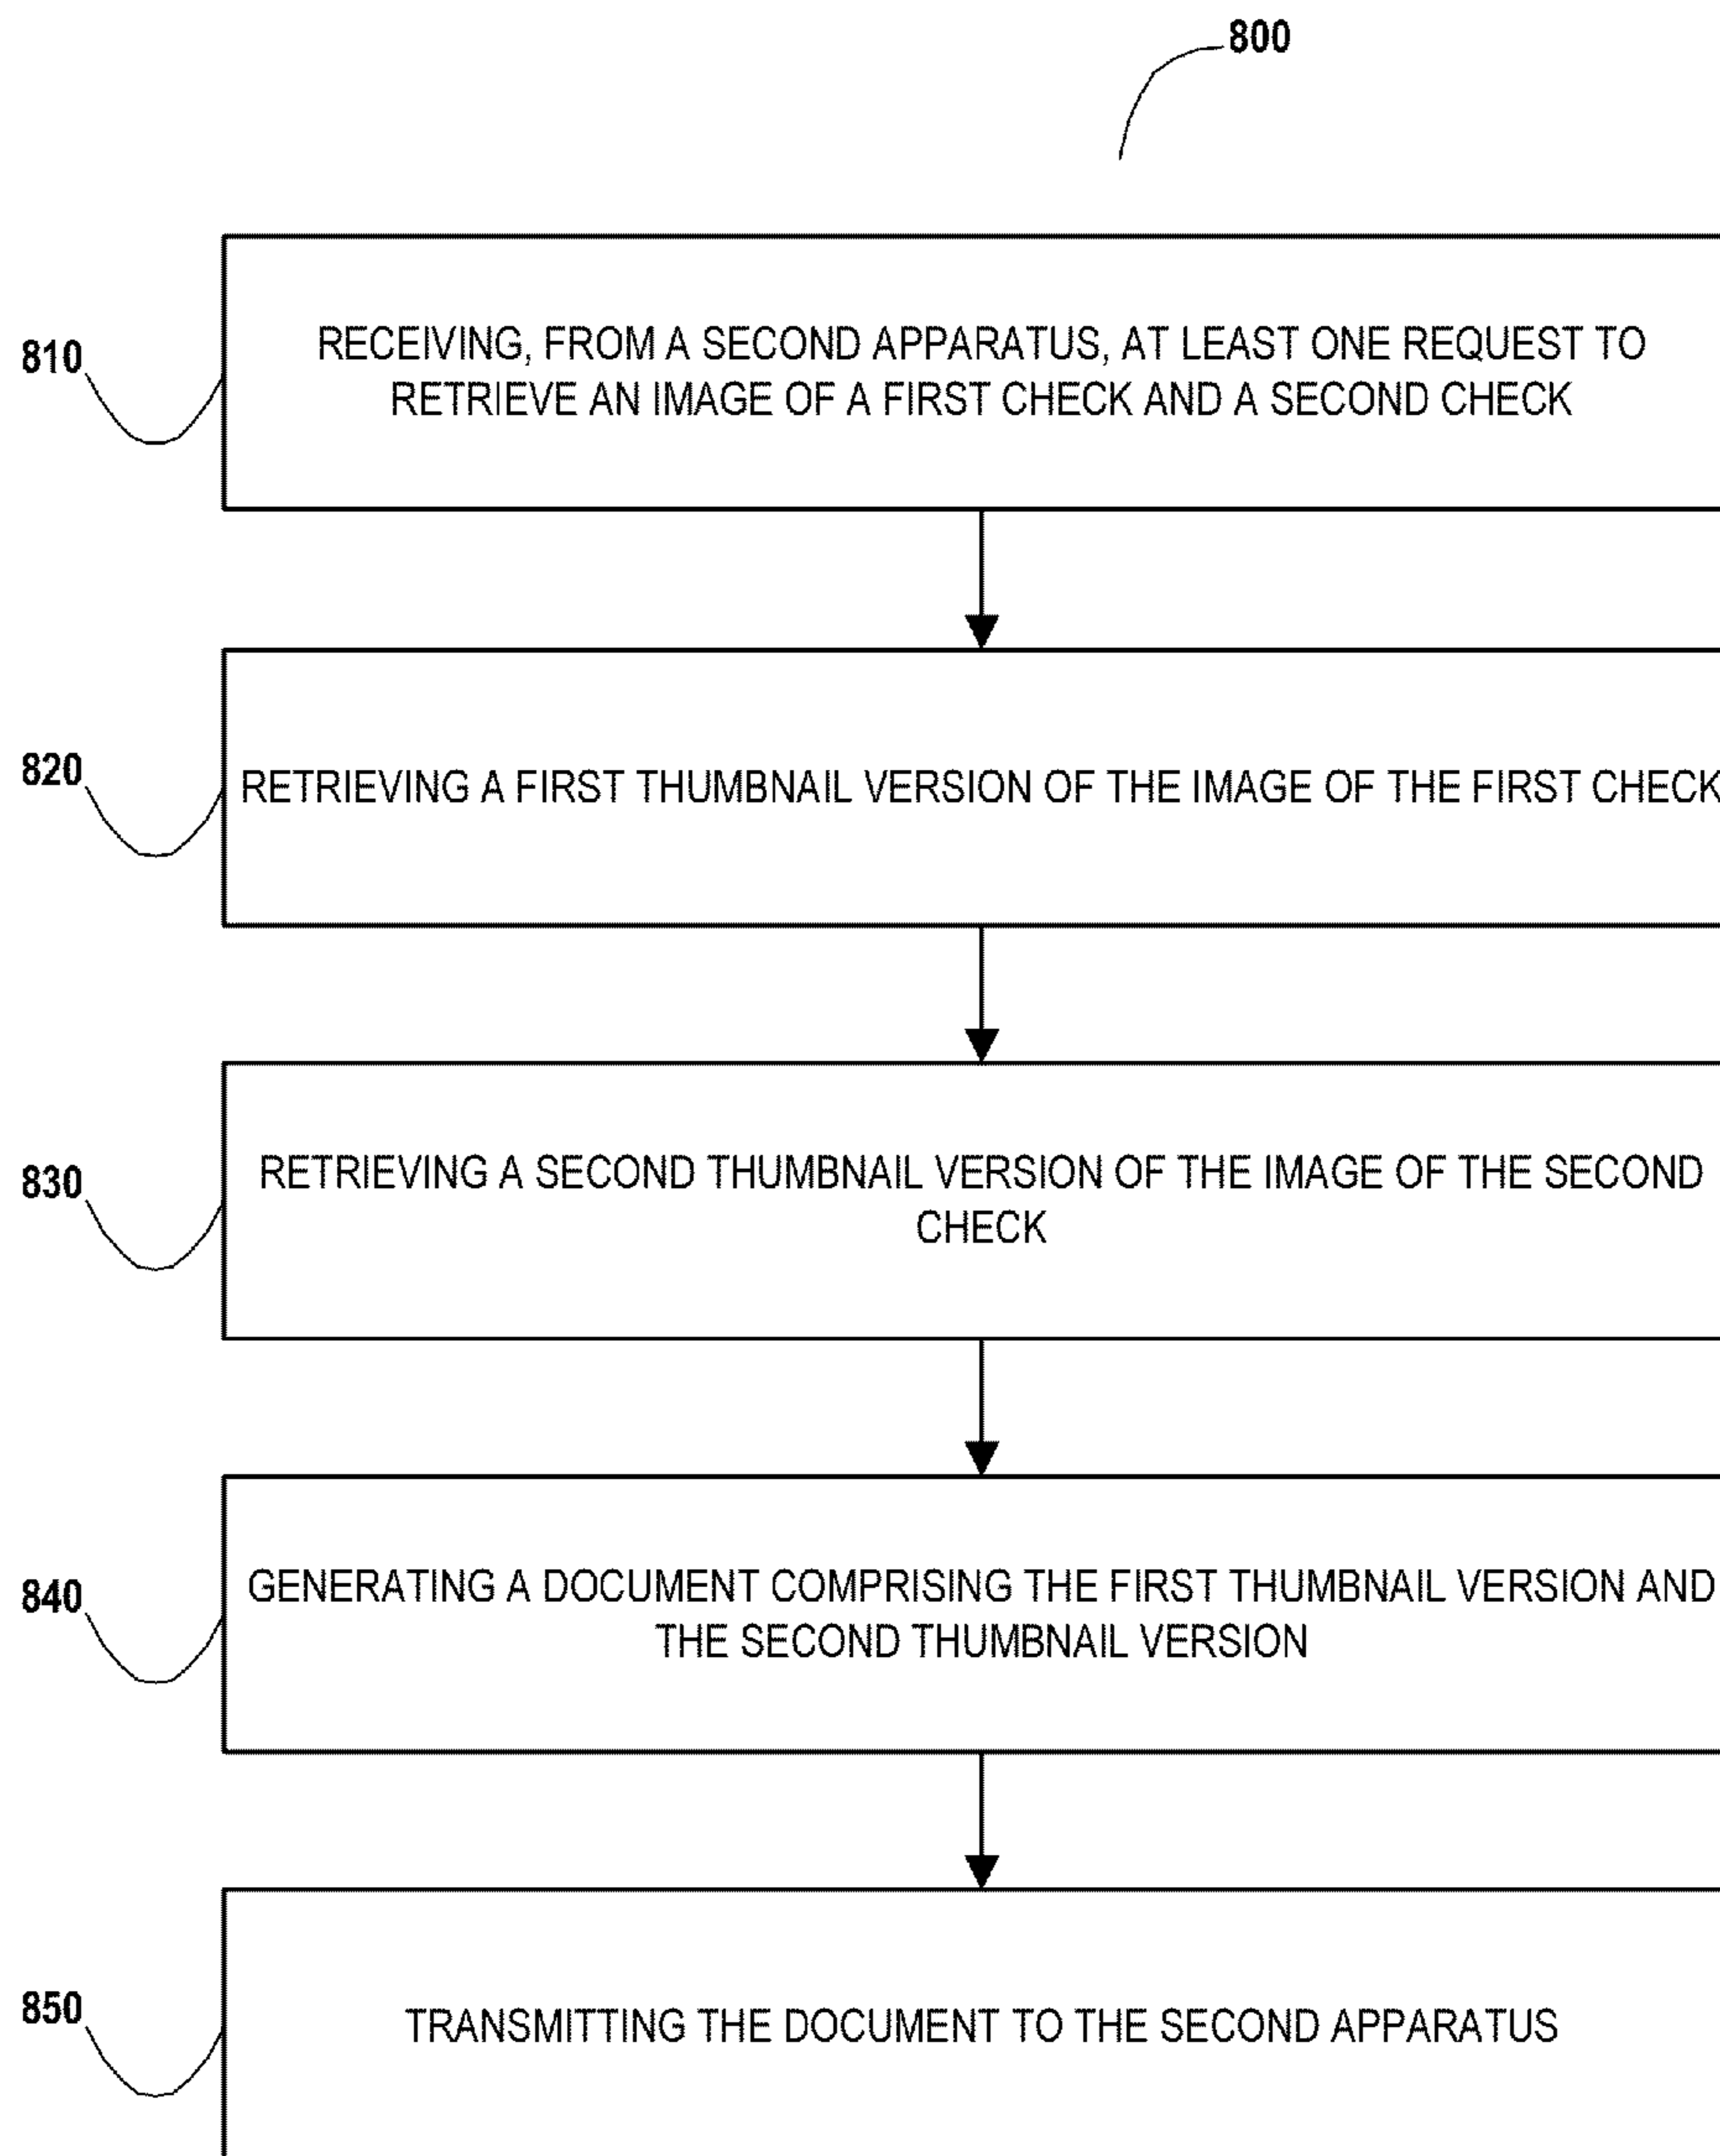 800
810
RECEIVING, FROM A SECOND APPARATUS, AT LEAST ONE REQUEST TO
RETRIEVE AN IMAGE OF A FIRST CHECK AND A SECOND CHECK
820
RETRIEVING A FIRST THUMBNAIL VERSION OF THE IMAGE OF THE FIRST CHECK
830
RETRIEVING A SECOND THUMBNAIL VERSION OF THE IMAGE OF THE SECOND
CHECK
840
GENERATING A DOCUMENT COMPRISING THE FIRST THUMBNAIL VERSION AND
THE SECOND THUMBNAIL VERSION
850
TRANSMITTING THE DOCUMENT TO THE SECOND APPARATUS